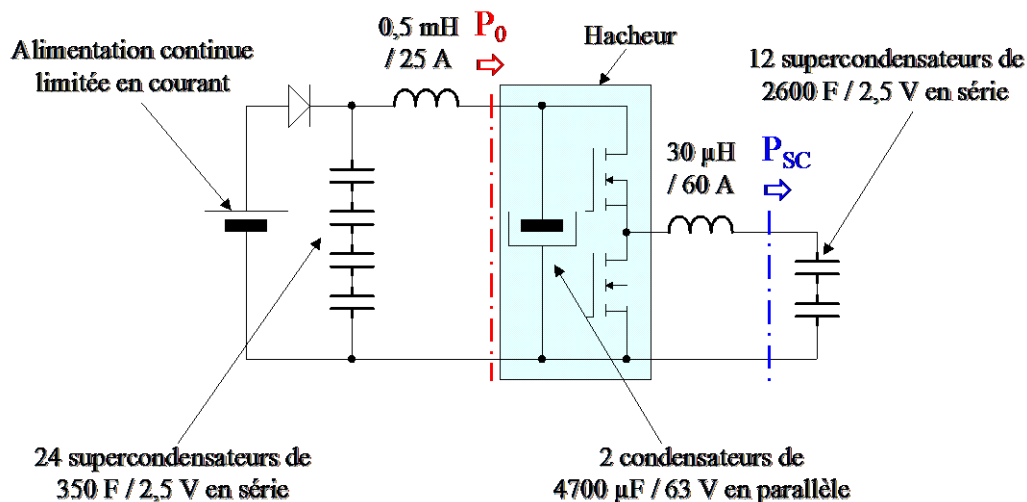 Alimentation continue
limitée en courant
0,5 mH
/ 25 A
P0
Hacheur
12 supercondensateurs de
2600 F / 2,5 V en série
30 µH
/ 60 A
PSC
24 supercondensateurs de
350 F / 2,5 V en série
2 condensateurs de
4700 µF / 63 V en parallèle